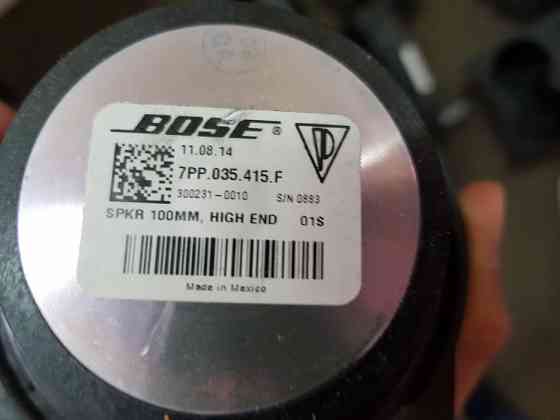 BOSE®
11.08.14
7PP.035.415.F
300231-0010 S/N 0883
SPKR 100MM, HIGH END 01S
Made in Mexico